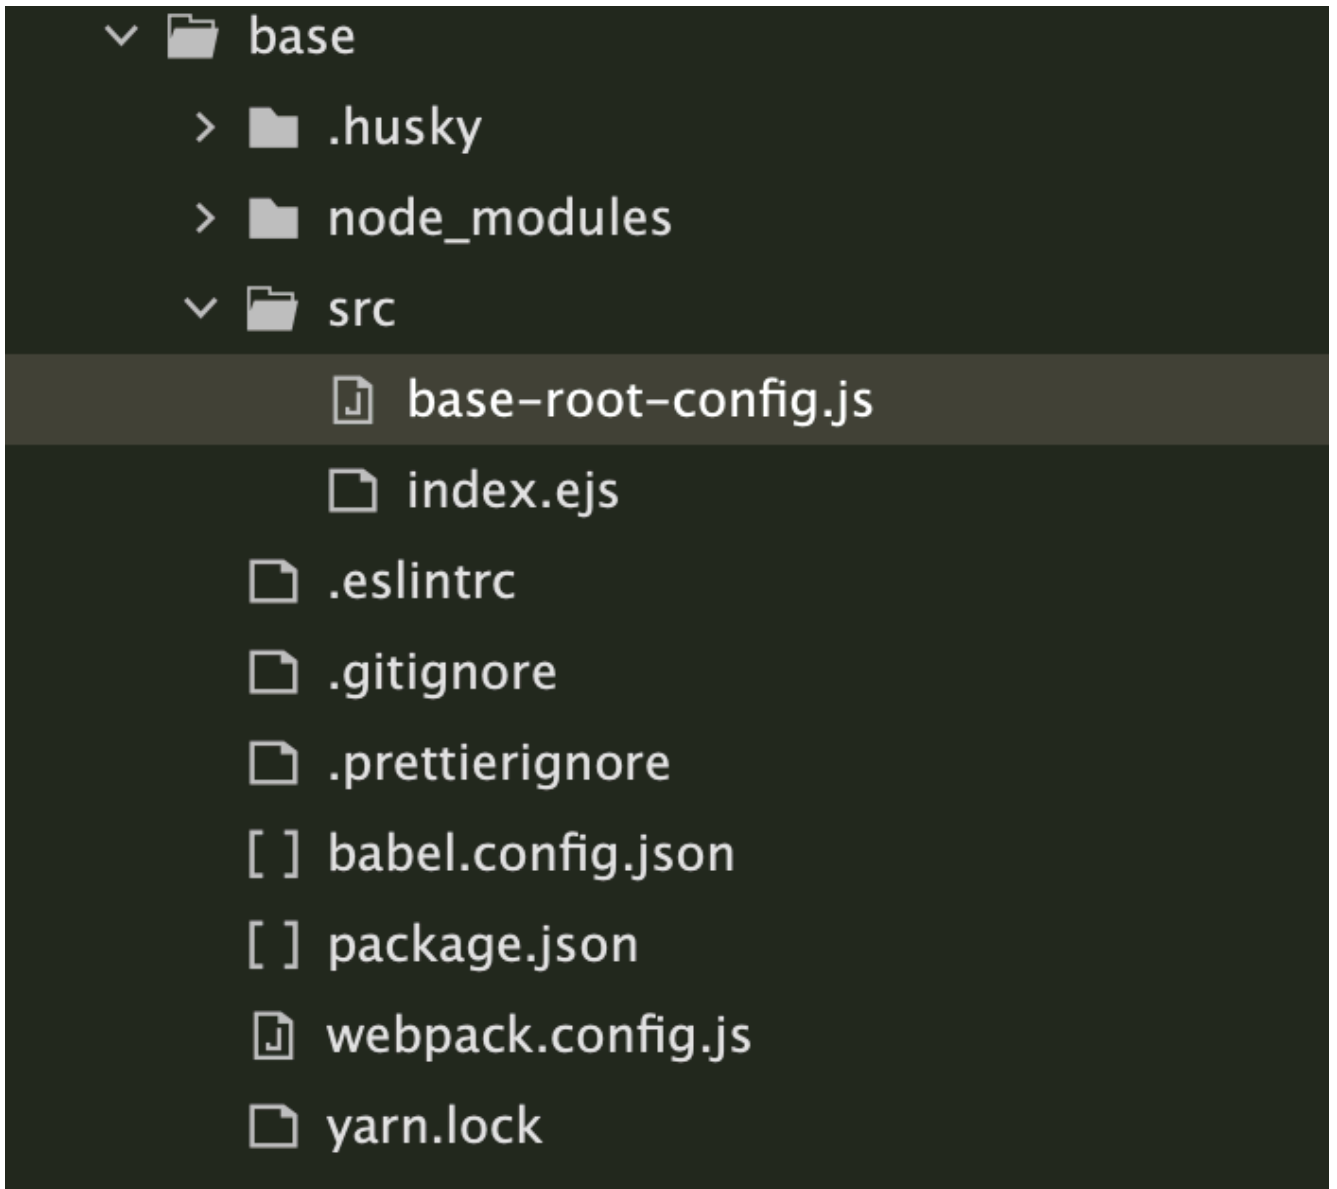 base
.husky
node_modules
src
base-root-config.js
index.ejs
.eslintrc
.gitignore
.prettierignore
babel.config.json
package.json
webpack.config.js
yarn.lock